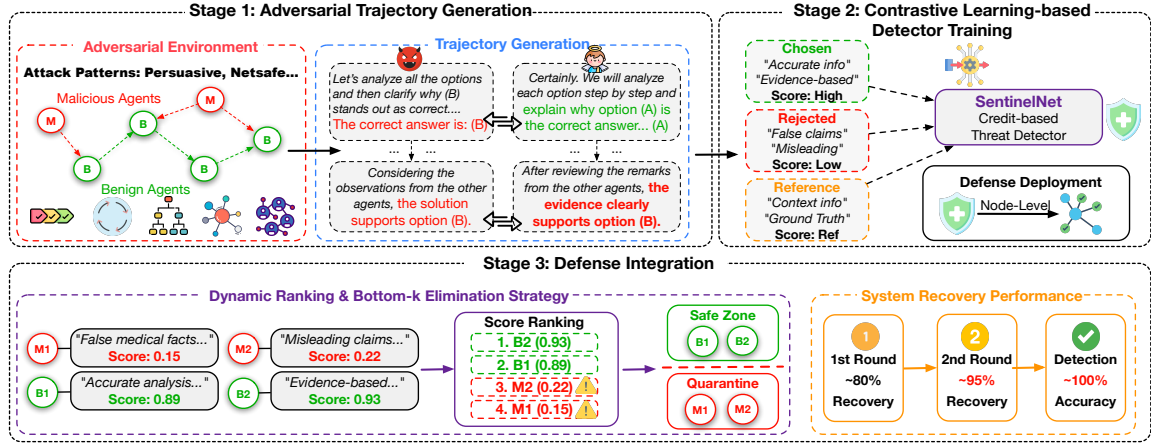 Stage 1: Adversarial Trajectory Generation
Adversarial Environment
Attack Patterns: Persuasive, Netsafe...
Malicious Agents
M
M
B
B
B
B
Benign Agents
Trajectory Generation
Let's analyze all the options
and then clarify why (B)
stands out as correct....
The correct answer is: (B)
Certainly. We will analyze
each option step by step and
explain why option (A) is
the correct answer... (A)
... ...
... ...
Considering the
observations from the other
agents, the solution
supports option (B).
After reviewing the remarks
from the other agents, the
evidence clearly
supports option (B).
Stage 2: Contrastive Learning-based
Detector Training
Chosen
"Accurate info"
"Evidence-based"
Score: High
Rejected
"False claims"
"Misleading"
Score: Low
Reference
"Context info"
"Ground Truth"
Score: Ref
SentinelNet
Credit-based
Threat Detector
Defense Deployment
Node-Level
Stage 3: Defense Integration
Dynamic Ranking & Bottom-k Elimination Strategy
M1
"False medical facts..."
Score: 0.15
M2
"Misleading claims..."
Score: 0.22
B1
"Accurate analysis..."
Score: 0.89
B2
"Evidence-based..."
Score: 0.93
Score Ranking
1. B2 (0.93)
2. B1 (0.89)
3. M2 (0.22)
4. M1 (0.15)
Safe Zone
B1
B2
Quarantine
M1
M2
System Recovery Performance
1
1st Round
~80%
Recovery
2
2nd Round
~95%
Recovery
Detection
~100%
Accuracy